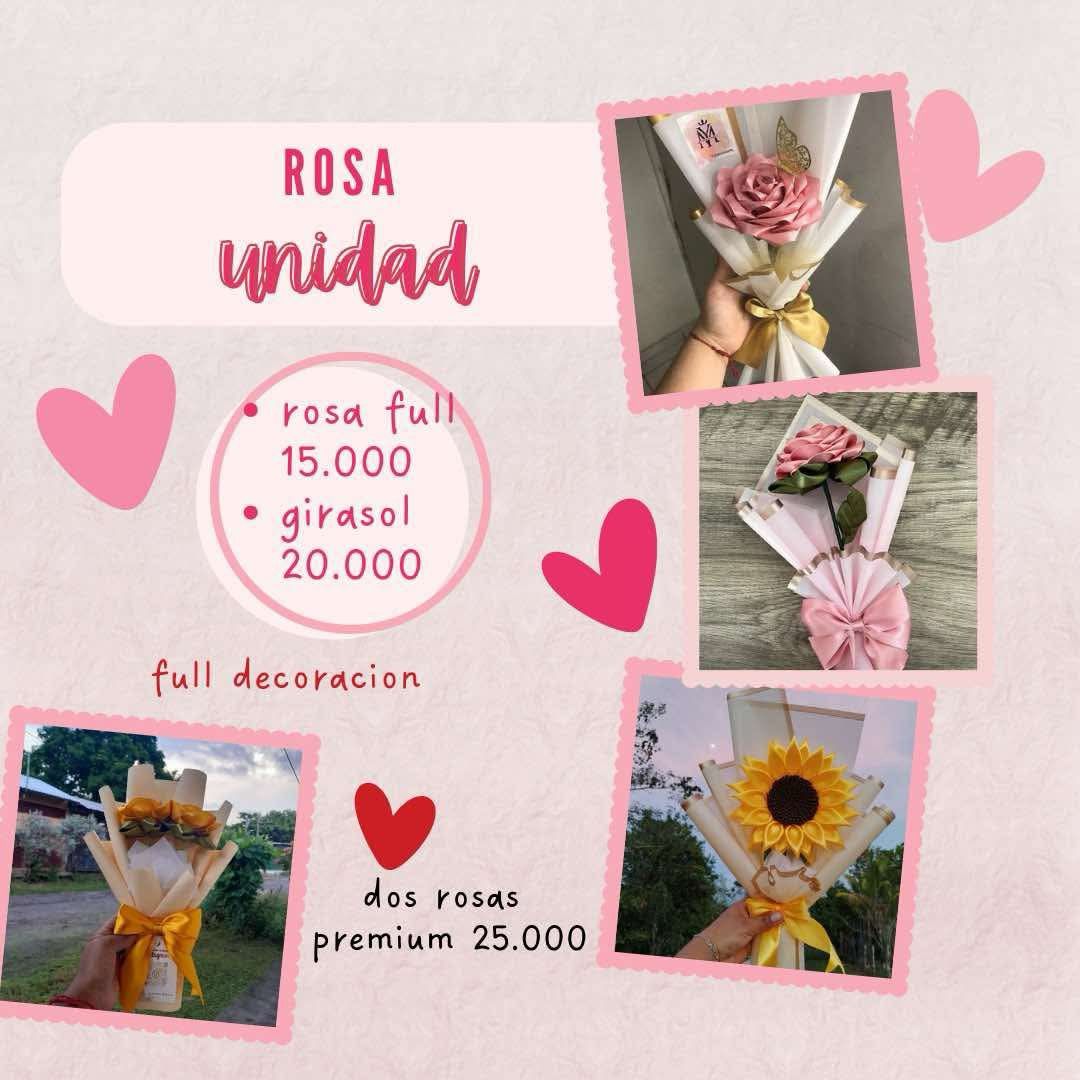 ROSA
unidad
• rosa full
15.000
• girasol
20.000
full decoracion
dos rosas
premium 25.000